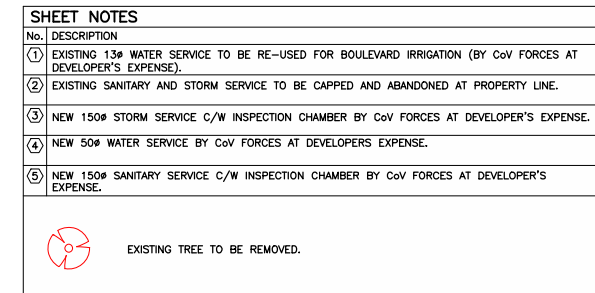 SHEET NOTES
No. DESCRIPTION
1 EXISTING 13ø WATER SERVICE TO BE RE-USED FOR BOULEVARD IRRIGATION (BY CoV FORCES AT
DEVELOPER'S EXPENSE).
2 EXISTING SANITARY AND STORM SERVICE TO BE CAPPED AND ABANDONED AT PROPERTY LINE.
3 NEW 150ø STORM SERVICE C/W INSPECTION CHAMBER BY CoV FORCES AT DEVELOPER'S EXPENSE.
4 NEW 50ø WATER SERVICE BY CoV FORCES AT DEVELOPERS EXPENSE.
5 NEW 150ø SANITARY SERVICE C/W INSPECTION CHAMBER BY CoV FORCES AT DEVELOPER'S
EXPENSE.
EXISTING TREE TO BE REMOVED.